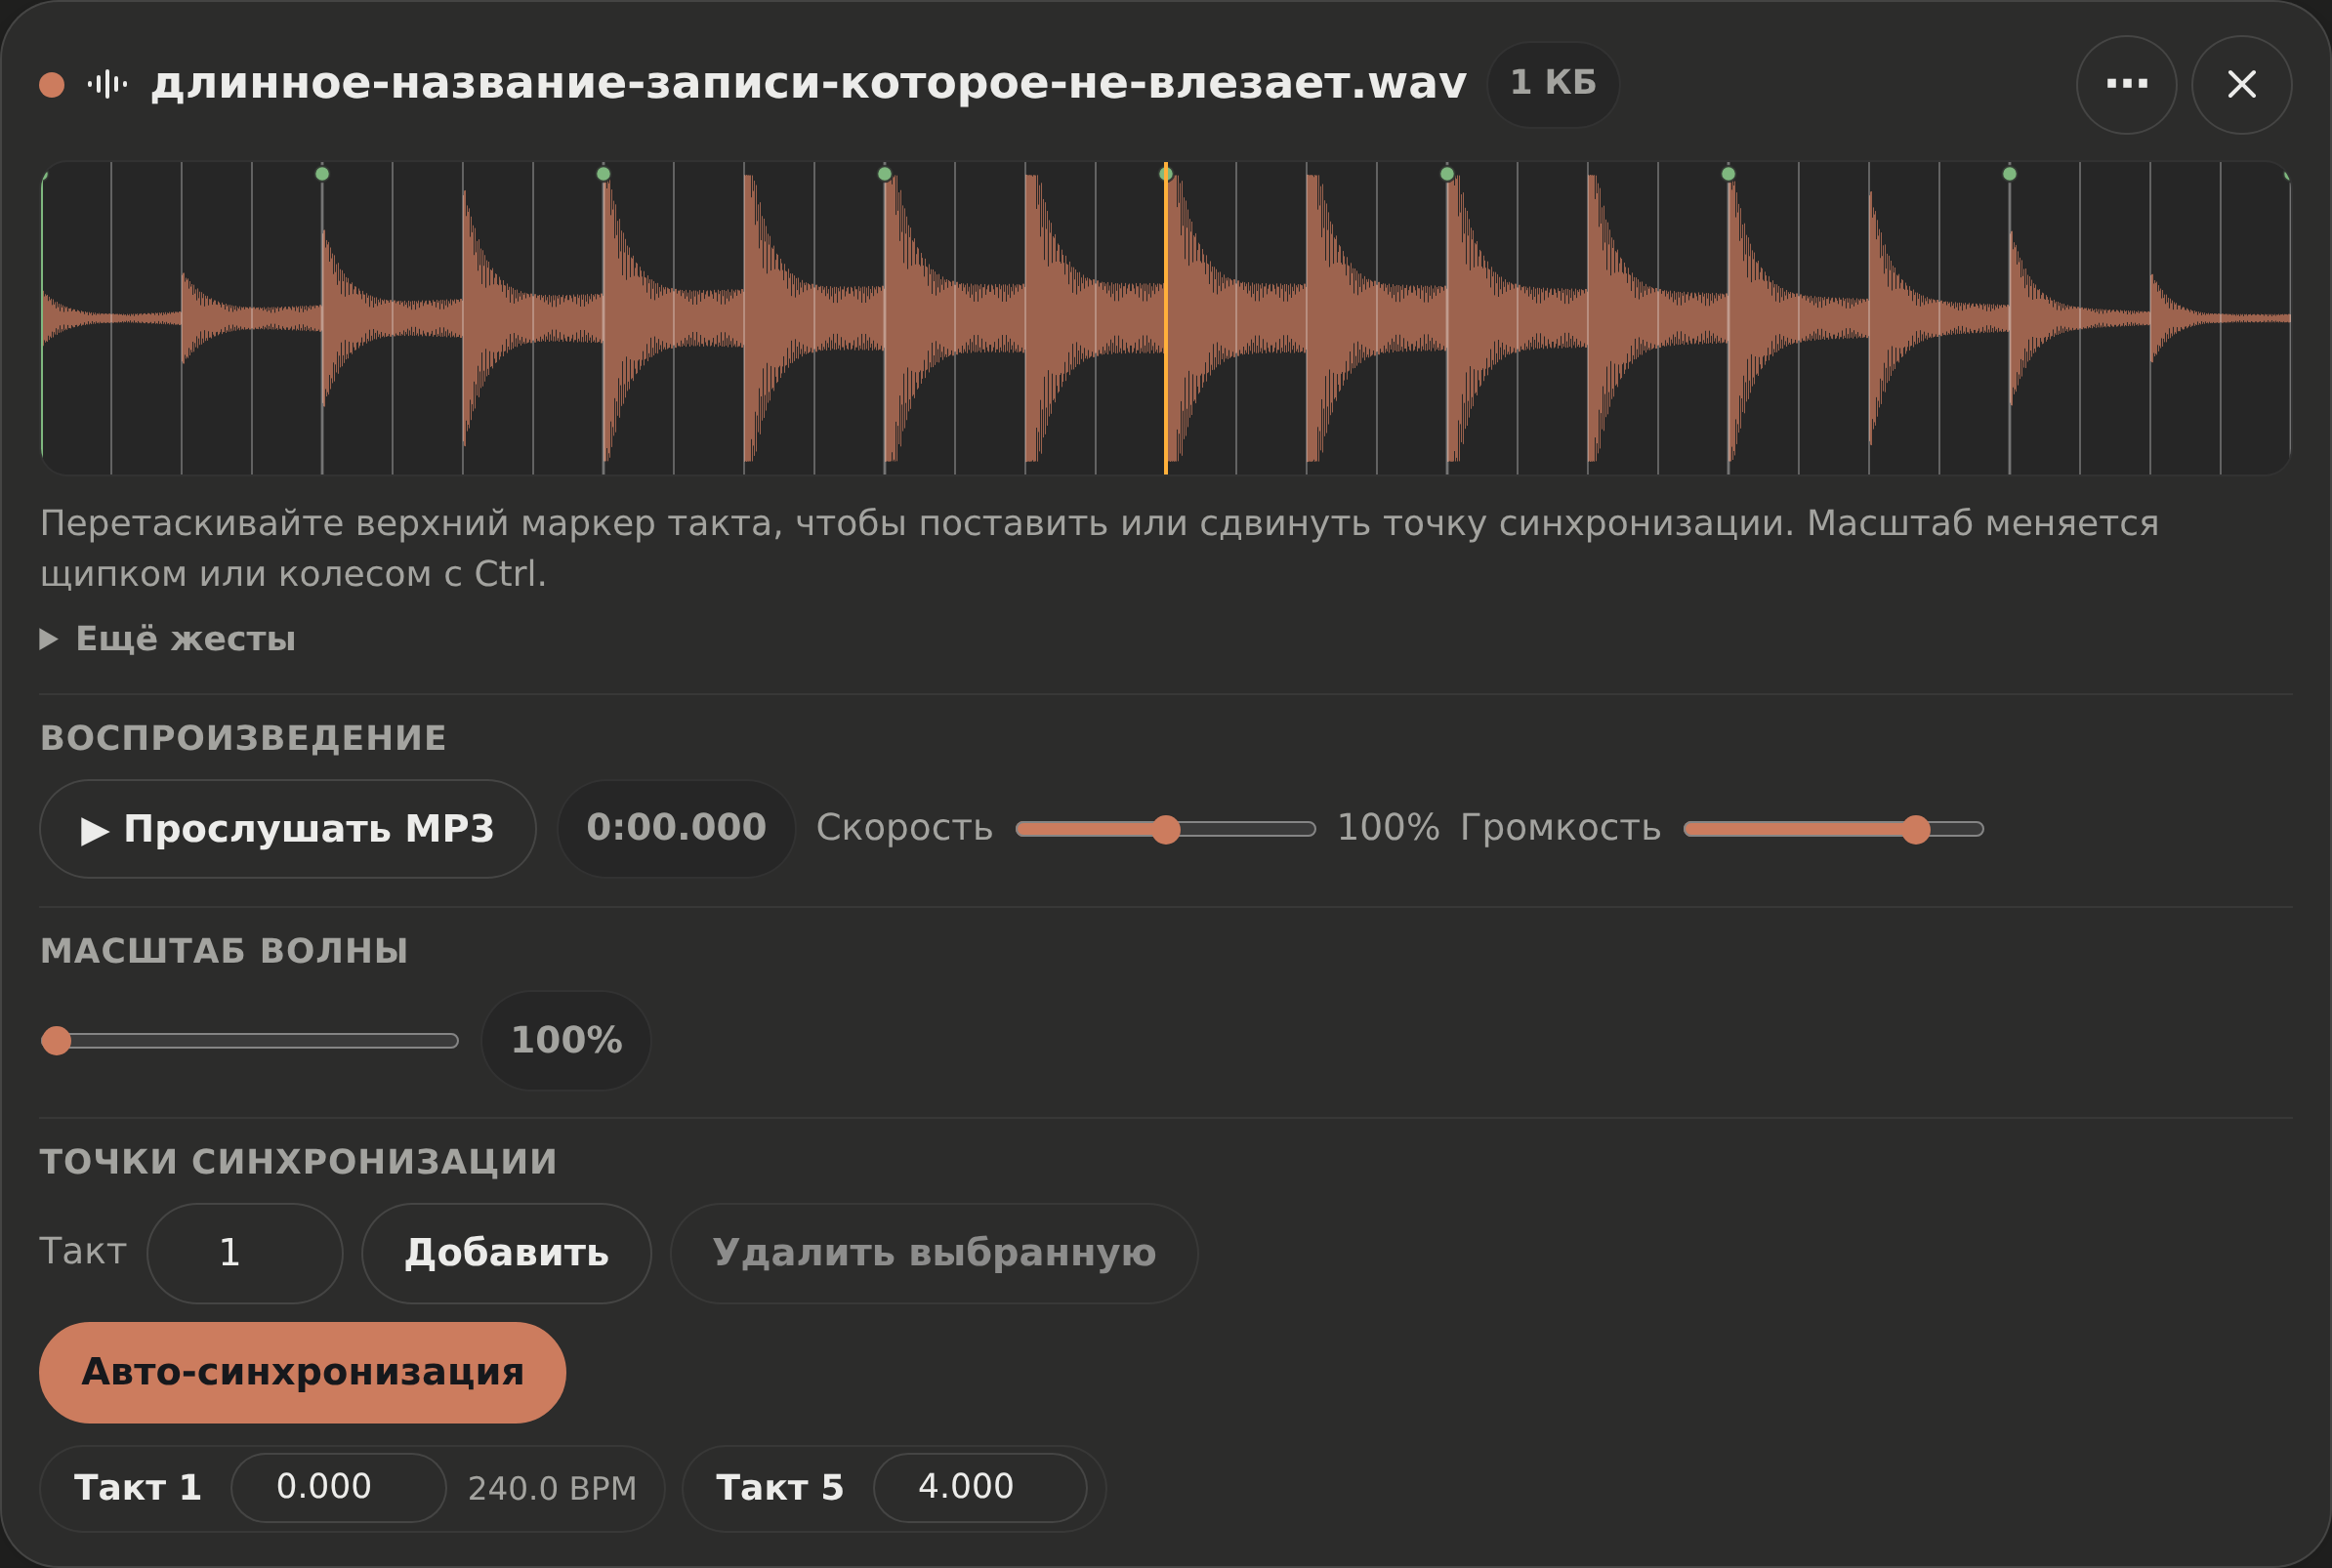 длинное-название-записи-которое-не-влезает.wav 1 КБ ···
Перетаскивайте верхний маркер такта, чтобы поставить или сдвинуть точку синхронизации. Масштаб меняется
щипком или колесом с Ctrl.
▶ Ещё жесты
ВОСПРОИЗВЕДЕНИЕ
▶ Прослушать MP3 0:00.000 Скорость 100% Громкость
МАСШТАБ ВОЛНЫ
100%
ТОЧКИ СИНХРОНИЗАЦИИ
Такт 1 Добавить Удалить выбранную
Авто-синхронизация
Такт 1 0.000 240.0 BPM Такт 5 4.000